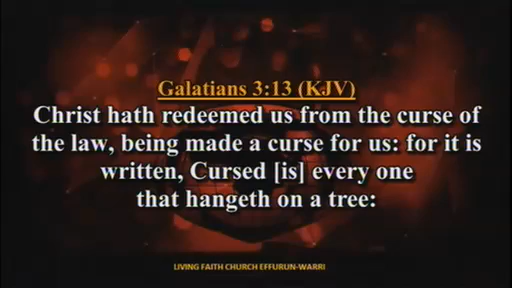 Galatians 3:13 (KJV)
Christ hath redeemed us from the curse of
the law, being made a curse for us: for it is
written, Cursed [is] every one
that hangeth on a tree:
LIVING FAITH CHURCH EFFURUN-WARRI